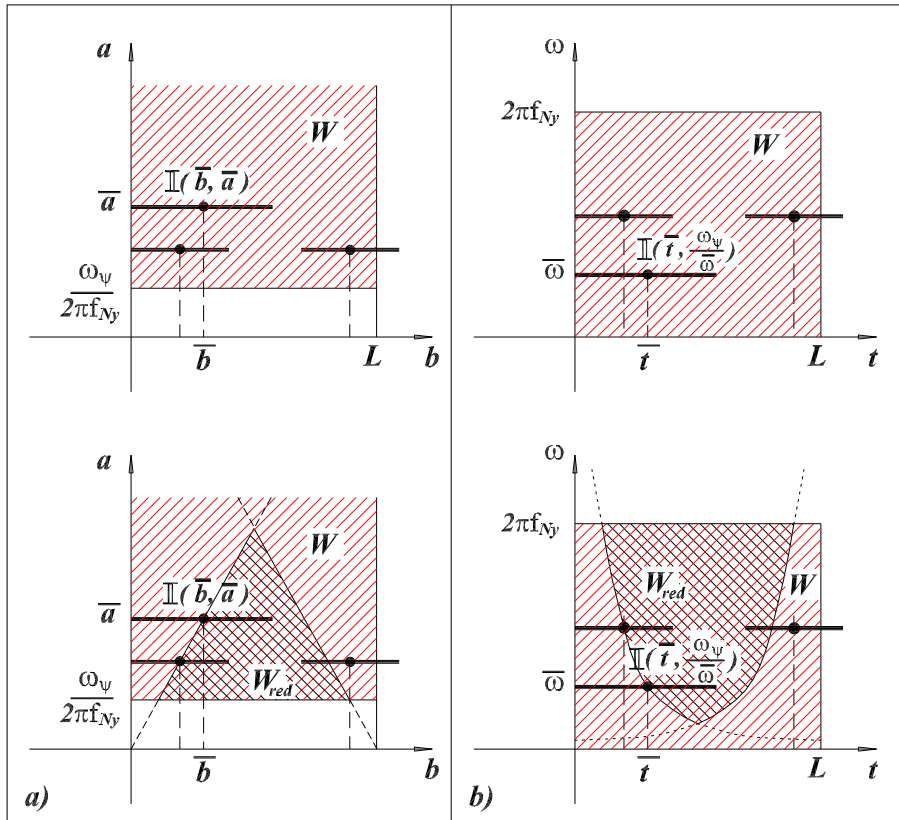 a
W
𝕀(b̅, a̅)
a̅
ω_ψ
2πf_Ny
b̅
L
b
ω
2πf_Ny
W
𝕀(t̅, ω_ψ/ω̅)
ω̅
t̅
L
t
a
W
𝕀(b̅, a̅)
a̅
W_red
ω_ψ
2πf_Ny
b̅
b
a)
ω
2πf_Ny
W_red
W
𝕀(t̅, ω_ψ/ω̅)
ω̅
t̅
L
t
b)